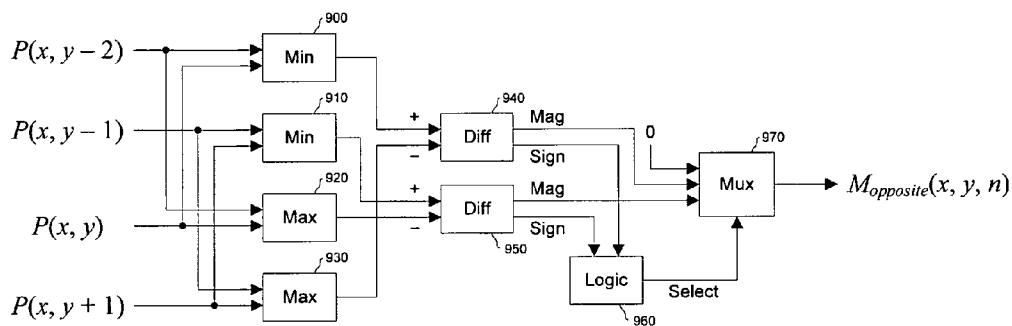 900
P(x, y − 2)
Min
910
P(x, y − 1)
Min
940
+
−
Diff
Mag
Sign
0
970
Mux
M_opposite(x, y, n)
920
P(x, y)
Max
+
−
Diff
950
Mag
Sign
930
P(x, y + 1)
Max
Logic
960
Select